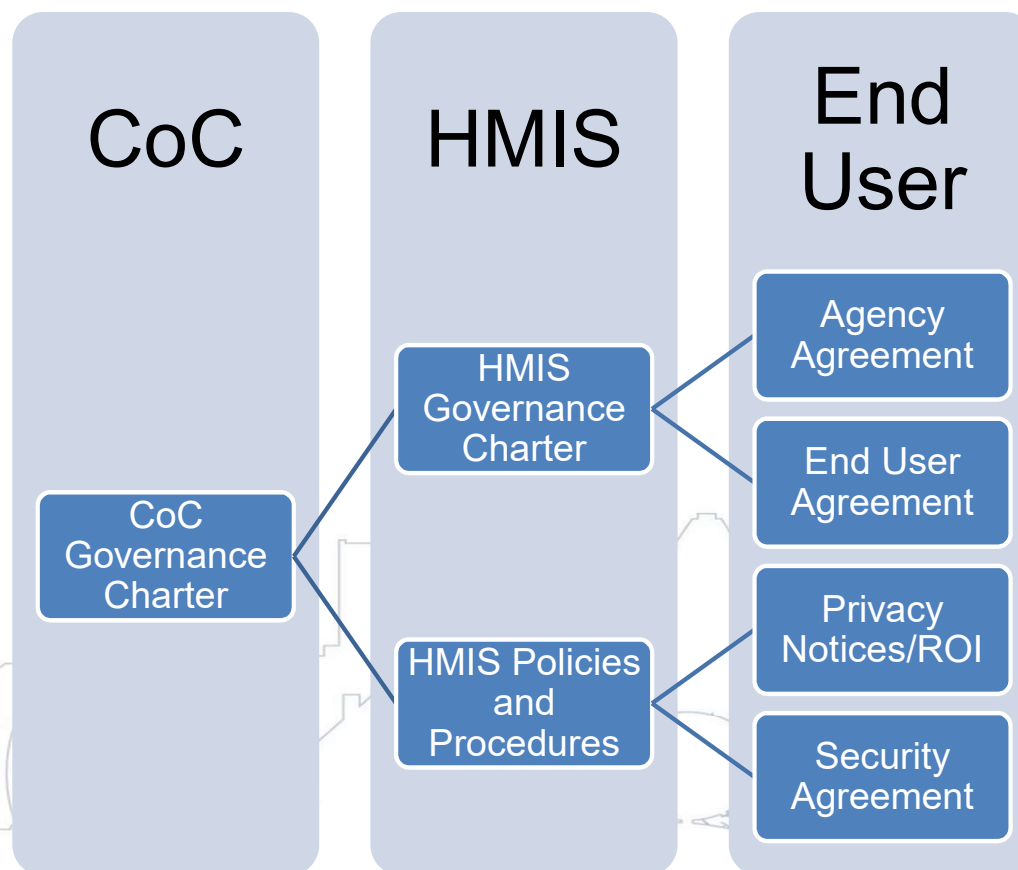 CoC
CoC
Governance
Charter
HMIS
HMIS
Governance
Charter
HMIS Policies
and
Procedures
End
User
Agency
Agreement
End User
Agreement
Privacy
Notices/ROI
Security
Agreement